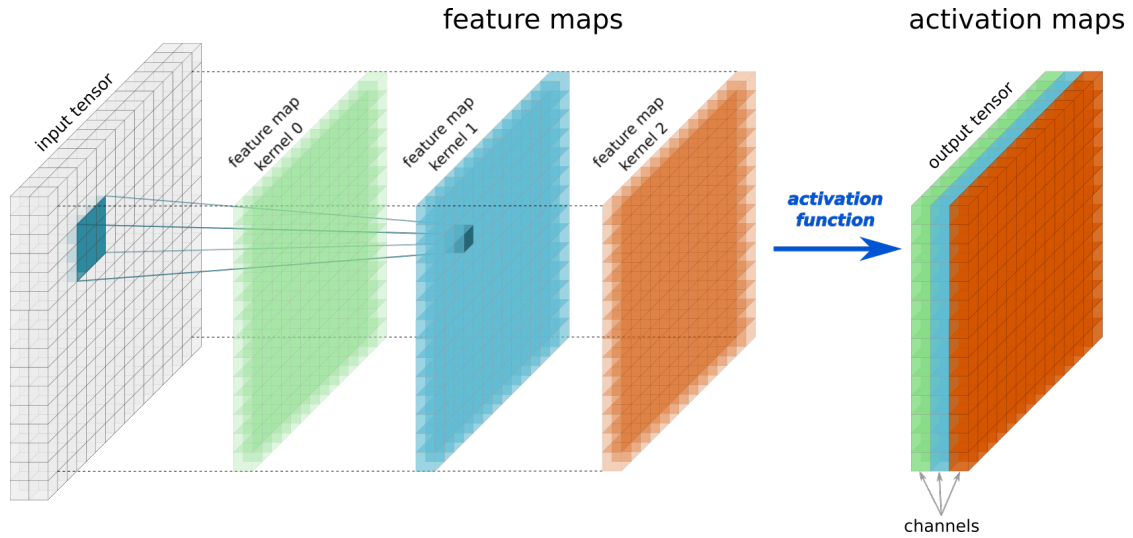 feature maps
activation maps
input tensor
feature map
kernel 0
feature map
kernel 1
feature map
kernel 2
activation
function
output tensor
channels